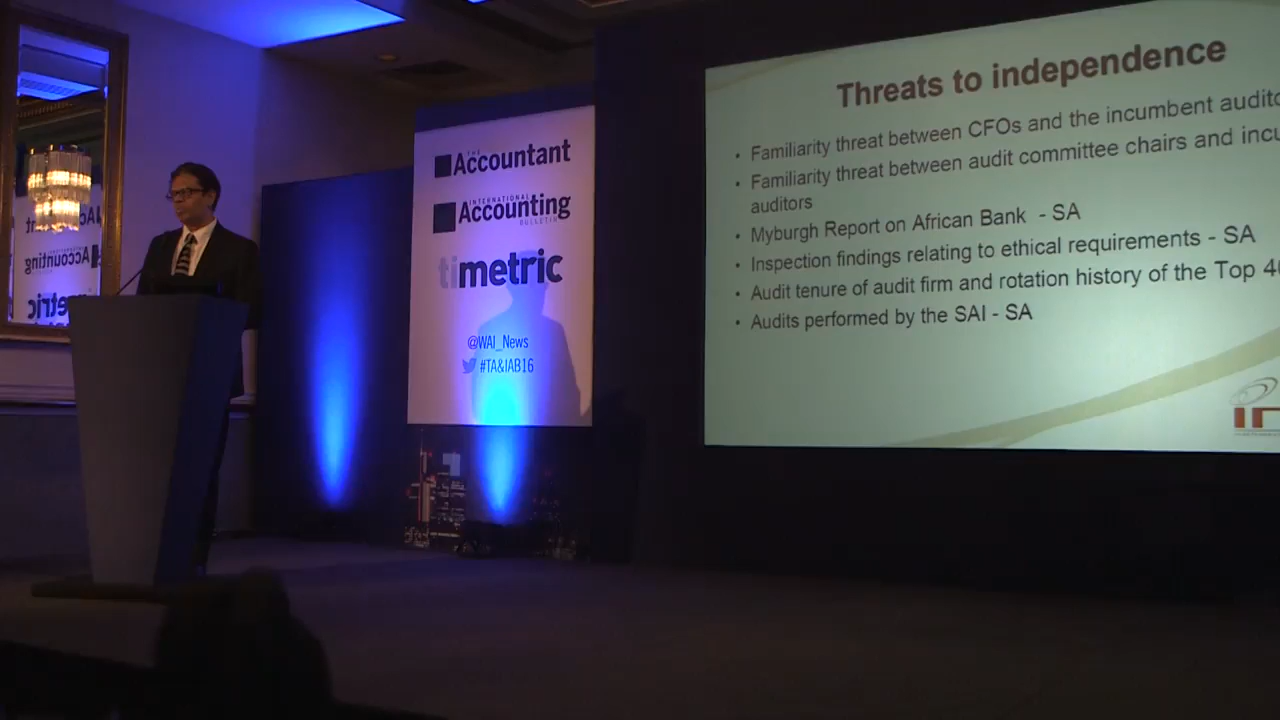 THE
Accountant
INTERNATIONAL
Accounting
BULLETIN
timetric
@WAI_News
#TA&IAB16
Threats to independence
• Familiarity threat between CFOs and the incumbent audito
• Familiarity threat between audit committee chairs and incu
auditors
• Myburgh Report on African Bank - SA
• Inspection findings relating to ethical requirements - SA
• Audit tenure of audit firm and rotation history of the Top 40
• Audits performed by the SAI - SA